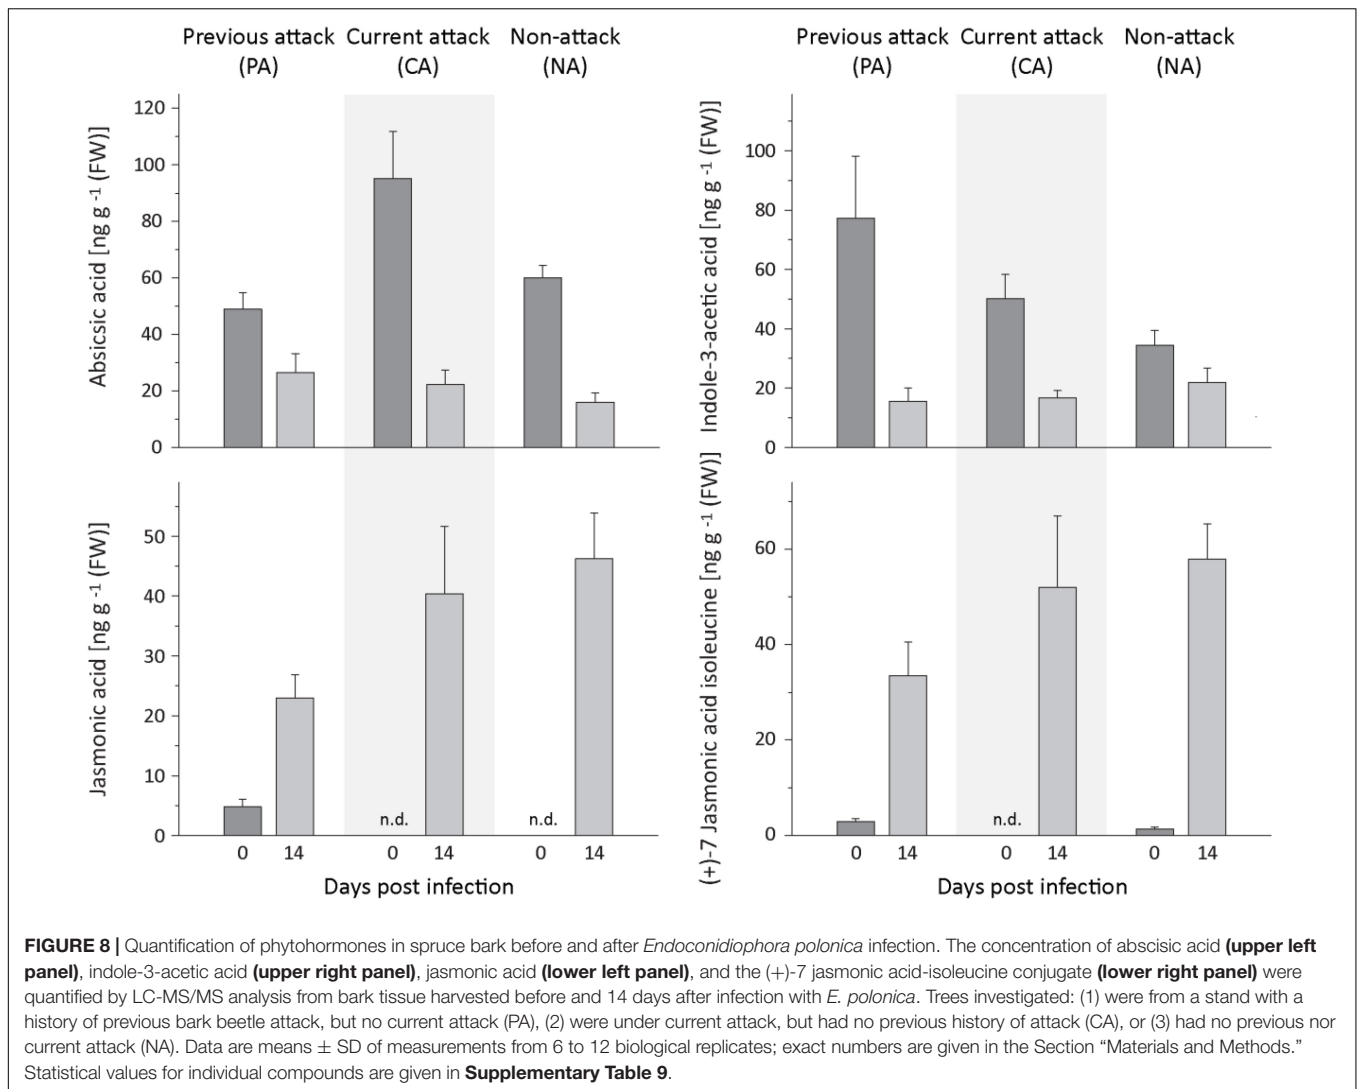 Previous attack Current attack Non-attack
(PA) (CA) (NA)
Absicsic acid [ng g -1 (FW)]
120
100
80
60
40
20
0
Previous attack Current attack Non-attack
(PA) (CA) (NA)
Indole-3-acetic acid [ng g -1 (FW)]
100
80
60
40
20
0
Jasmonic acid [ng g -1 (FW)]
50
40
30
20
10
0
n.d. n.d.
0 14 0 14 0 14
Days post infection
(+)-7 Jasmonic acid isoleucine [ng g -1 (FW)]
60
40
20
0
n.d.
0 14 0 14 0 14
Days post infection
FIGURE 8 | Quantification of phytohormones in spruce bark before and after Endoconidiophora polonica infection. The concentration of abscisic acid (upper left
panel), indole-3-acetic acid (upper right panel), jasmonic acid (lower left panel), and the (+)-7 jasmonic acid-isoleucine conjugate (lower right panel) were
quantified by LC-MS/MS analysis from bark tissue harvested before and 14 days after infection with E. polonica. Trees investigated: (1) were from a stand with a
history of previous bark beetle attack, but no current attack (PA), (2) were under current attack, but had no previous history of attack (CA), or (3) had no previous nor
current attack (NA). Data are means ± SD of measurements from 6 to 12 biological replicates; exact numbers are given in the Section “Materials and Methods.”
Statistical values for individual compounds are given in Supplementary Table 9.